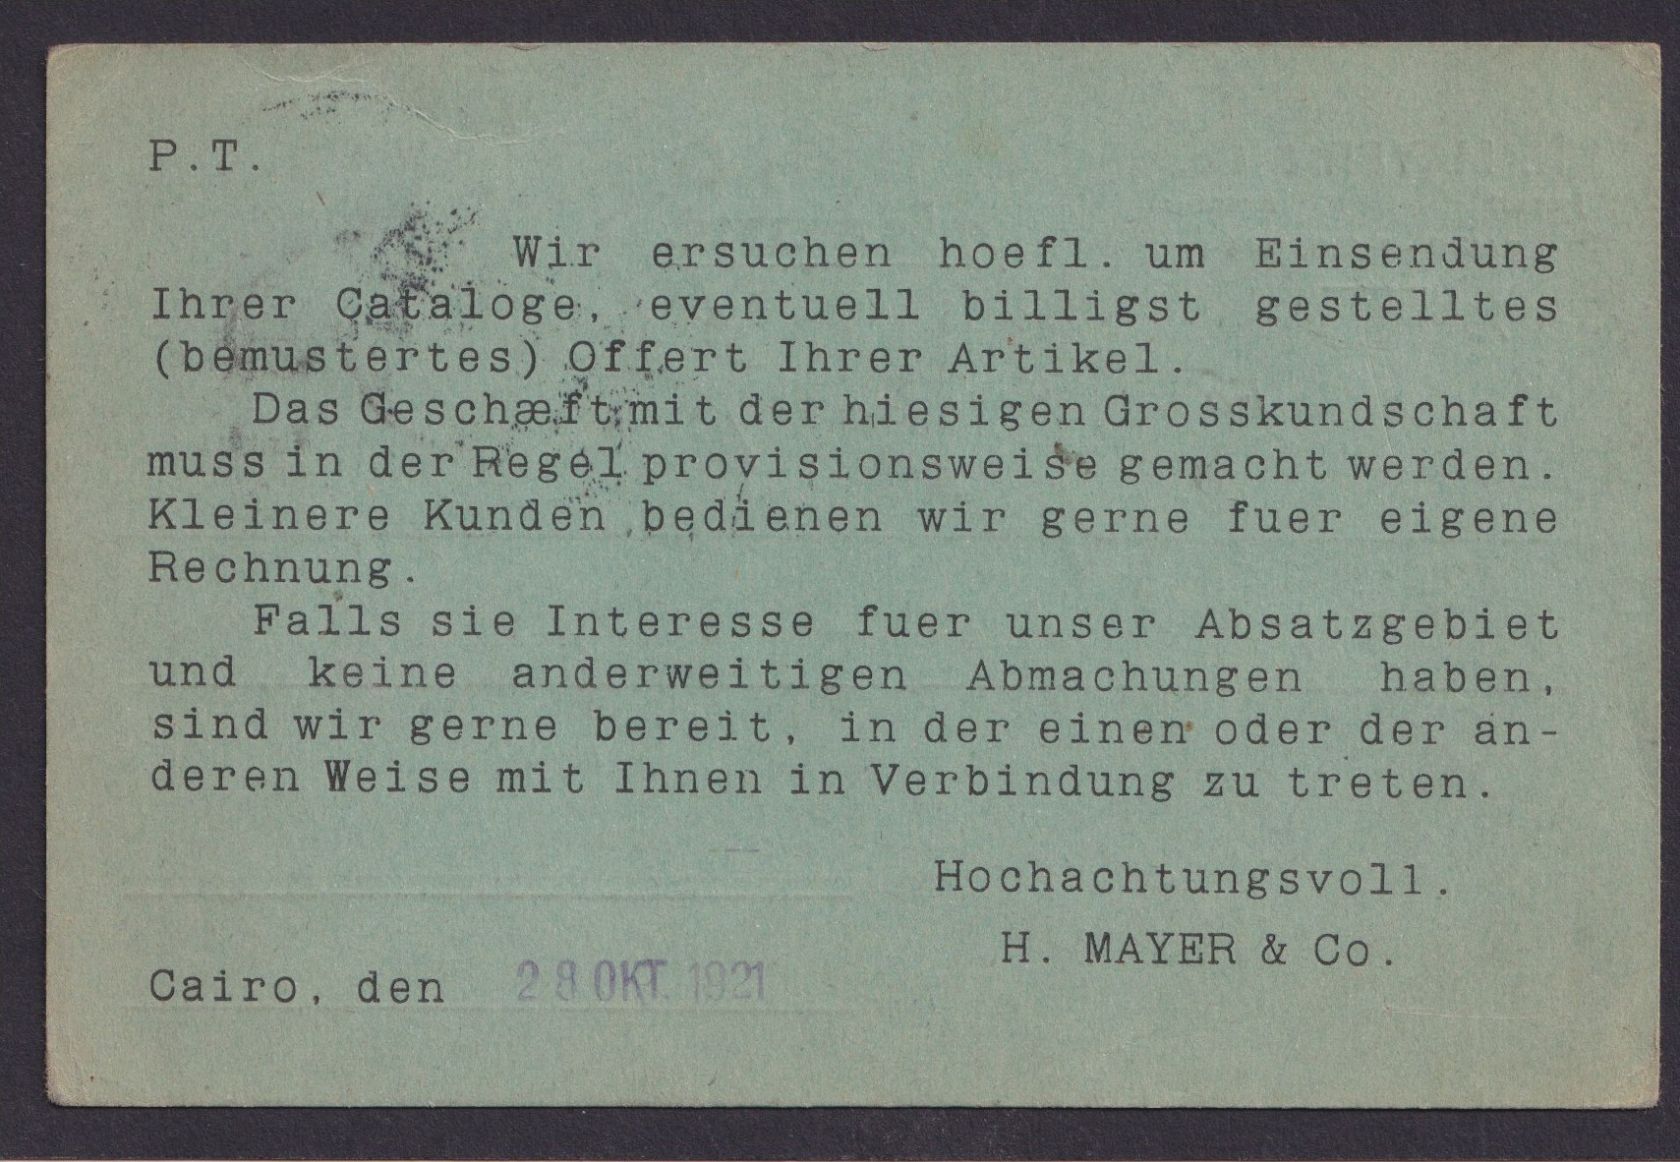 P.T.
Wir ersuchen hoefl. um Einsendung
Ihrer Cataloge, eventuell billigst gestelltes
(bemustertes) Offert Ihrer Artikel.
Das Geschæft mit der hiesigen Grosskundschaft
muss in der Regel provisionsweise gemacht werden.
Kleinere Kunden bedienen wir gerne fuer eigene
Rechnung.
Falls sie Interesse fuer unser Absatzgebiet
und keine anderweitigen Abmachungen haben,
sind wir gerne bereit, in der einen oder der an-
deren Weise mit Ihnen in Verbindung zu treten.
Hochachtungsvoll.
H. MAYER & Co.
Cairo, den 28 OKT. 1921